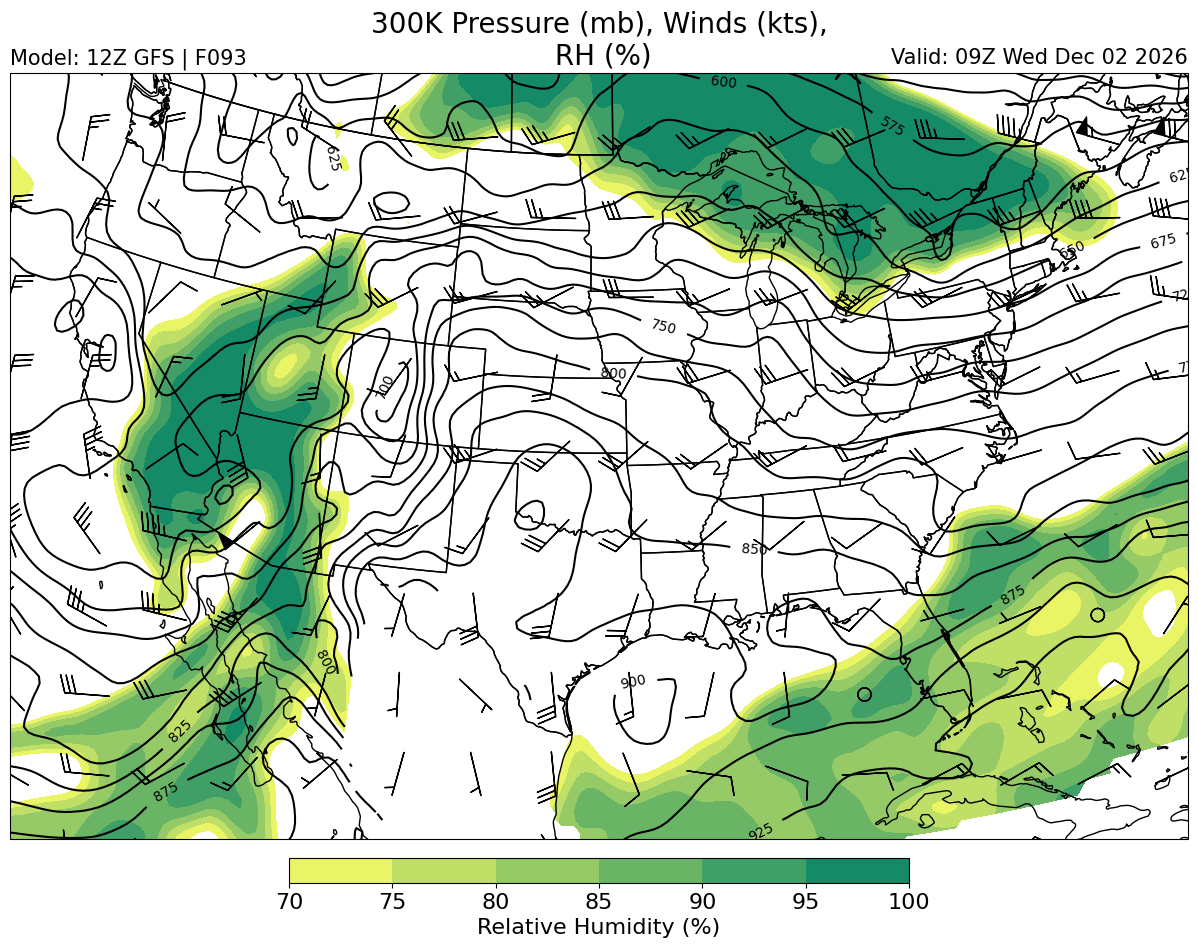 300K Pressure (mb), Winds (kts),
RH (%)
Model: 12Z GFS | F093
Valid: 09Z Wed Dec 02 2026
600
575
625
625
675
650
750
800
700
850
875
900
800
825
875
925
70 75 80 85 90 95 100
Relative Humidity (%)